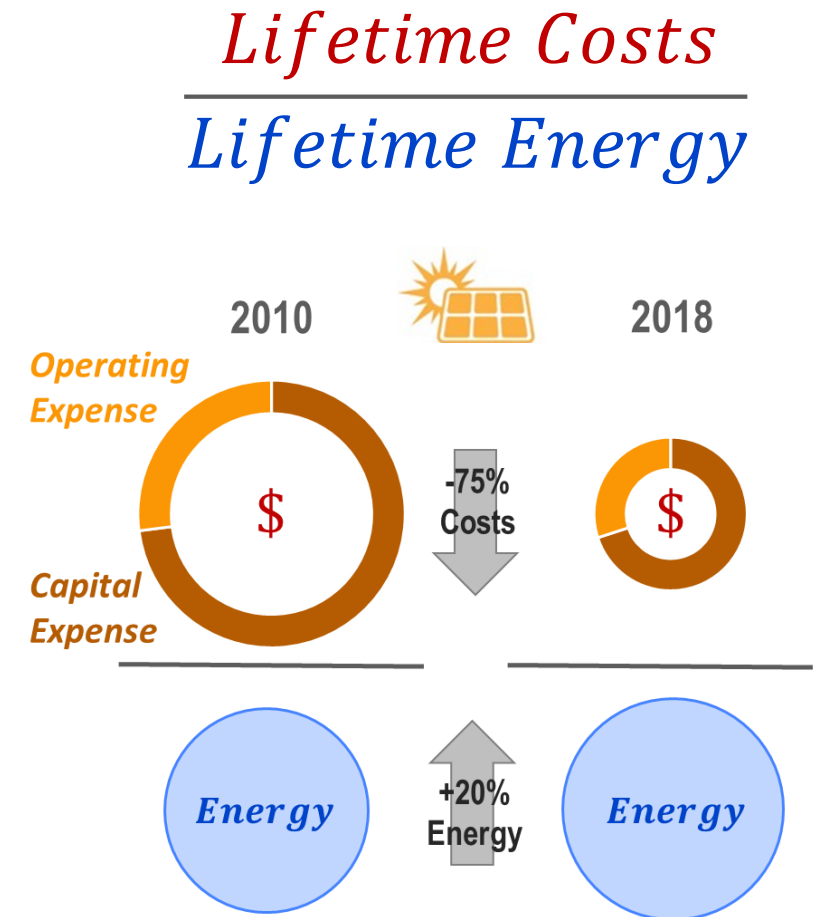 Lifetime Costs
Lifetime Energy
2010
2018
Operating
Expense
$
-75%
Costs
$
Capital
Expense
Energy
+20%
Energy
Energy